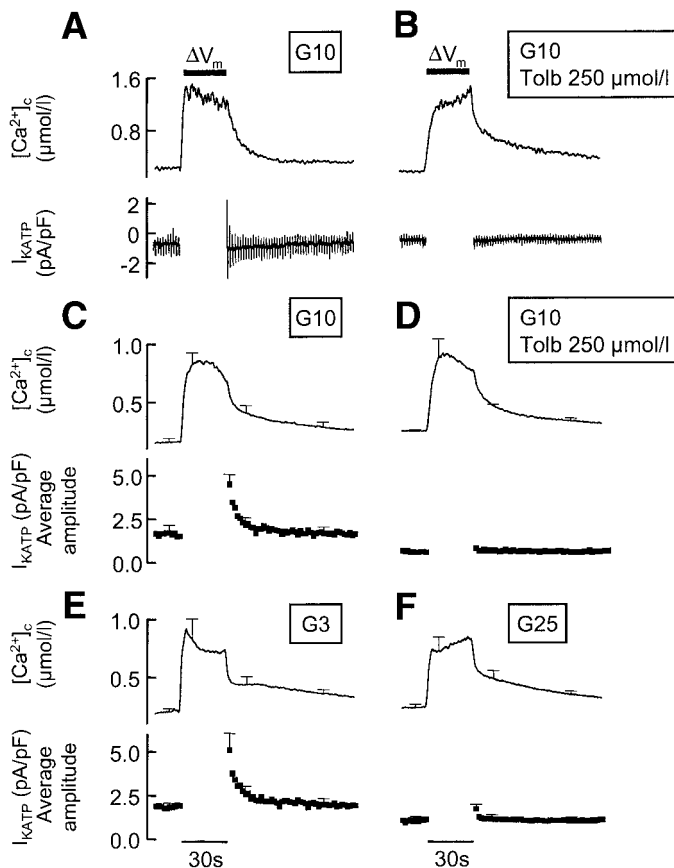 A
ΔVm
G10
B
ΔVm
G10
Tolb 250 μmol/l
[Ca2+]c
(μmol/l)
1.6
0.8
IKATP
(pA/pF)
2
0
-2
C
G10
D
G10
Tolb 250 μmol/l
[Ca2+]c
(μmol/l)
1.0
0.5
IKATP (pA/pF)
Average
amplitude
5.0
2.5
0.0
E
G3
F
G25
[Ca2+]c
(μmol/l)
1.0
0.5
IKATP (pA/pF)
Average
amplitude
5.0
2.5
0.0
30s
30s